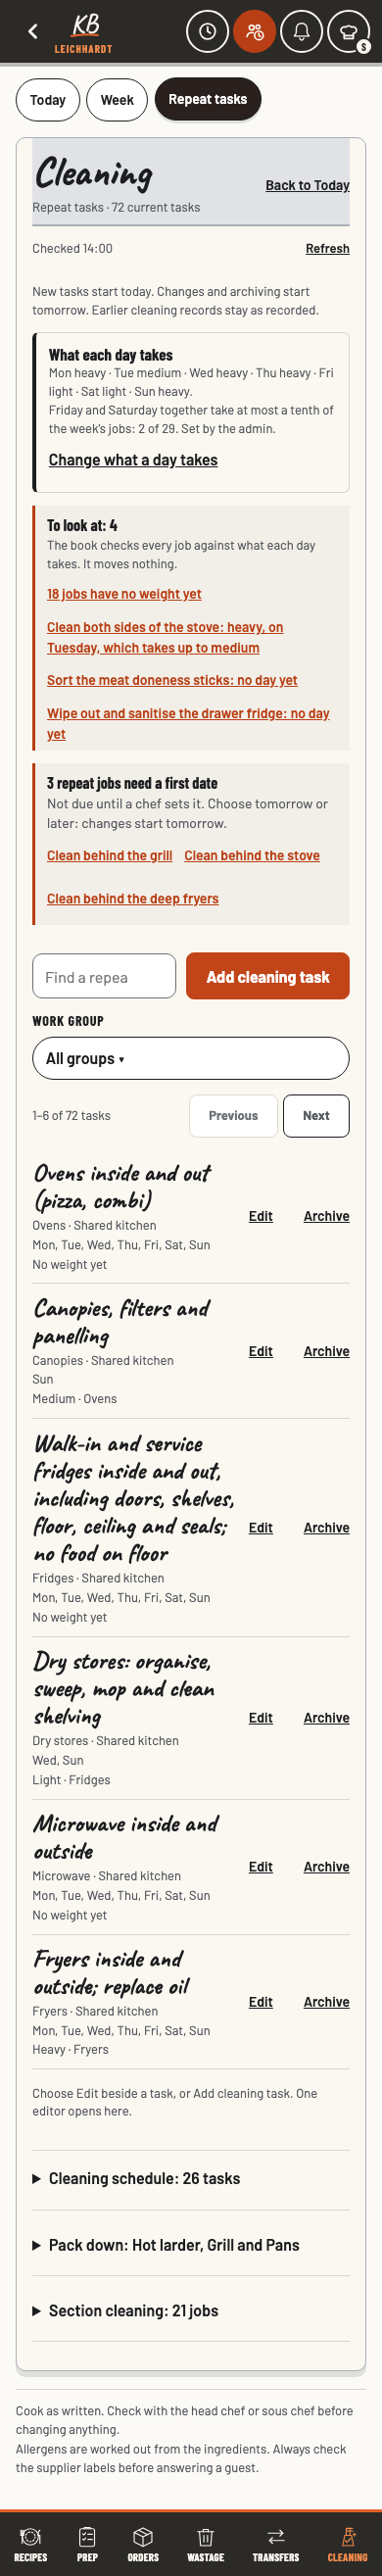 KB
LEICHHARDT
$
Today
Week
Repeat tasks
Cleaning
Back to Today
Repeat tasks · 72 current tasks
Checked 14:00
Refresh
New tasks start today. Changes and archiving start
tomorrow. Earlier cleaning records stay as recorded.
What each day takes
Mon heavy · Tue medium · Wed heavy · Thu heavy · Fri
light · Sat light · Sun heavy.
Friday and Saturday together take at most a tenth of
the week's jobs: 2 of 29. Set by the admin.
Change what a day takes
To look at: 4
The book checks every job against what each day
takes. It moves nothing.
18 jobs have no weight yet
Clean both sides of the stove: heavy, on
Tuesday, which takes up to medium
Sort the meat doneness sticks: no day yet
Wipe out and sanitise the drawer fridge: no day
yet
3 repeat jobs need a first date
Not due until a chef sets it. Choose tomorrow or
later: changes start tomorrow.
Clean behind the grill
Clean behind the stove
Clean behind the deep fryers
Find a repea
Add cleaning task
WORK GROUP
All groups ▾
1–6 of 72 tasks
Previous
Next
Ovens inside and out
(pizza, combi)
Ovens · Shared kitchen
Mon, Tue, Wed, Thu, Fri, Sat, Sun
No weight yet
Edit
Archive
Canopies, filters and
panelling
Canopies · Shared kitchen
Sun
Medium · Ovens
Edit
Archive
Walk-in and service
fridges inside and out,
including doors, shelves,
floor, ceiling and seals;
no food on floor
Fridges · Shared kitchen
Mon, Tue, Wed, Thu, Fri, Sat, Sun
No weight yet
Edit
Archive
Dry stores: organise,
sweep, mop and clean
shelving
Dry stores · Shared kitchen
Wed, Sun
Light · Fridges
Edit
Archive
Microwave inside and
outside
Microwave · Shared kitchen
Mon, Tue, Wed, Thu, Fri, Sat, Sun
No weight yet
Edit
Archive
Fryers inside and
outside; replace oil
Fryers · Shared kitchen
Mon, Tue, Wed, Thu, Fri, Sat, Sun
Heavy · Fryers
Edit
Archive
Choose Edit beside a task, or Add cleaning task. One
editor opens here.
Cleaning schedule: 26 tasks
Pack down: Hot larder, Grill and Pans
Section cleaning: 21 jobs
Cook as written. Check with the head chef or sous chef before
changing anything.
Allergens are worked out from the ingredients. Always check
the supplier labels before answering a guest.
RECIPES
PREP
ORDERS
WASTAGE
TRANSFERS
CLEANING